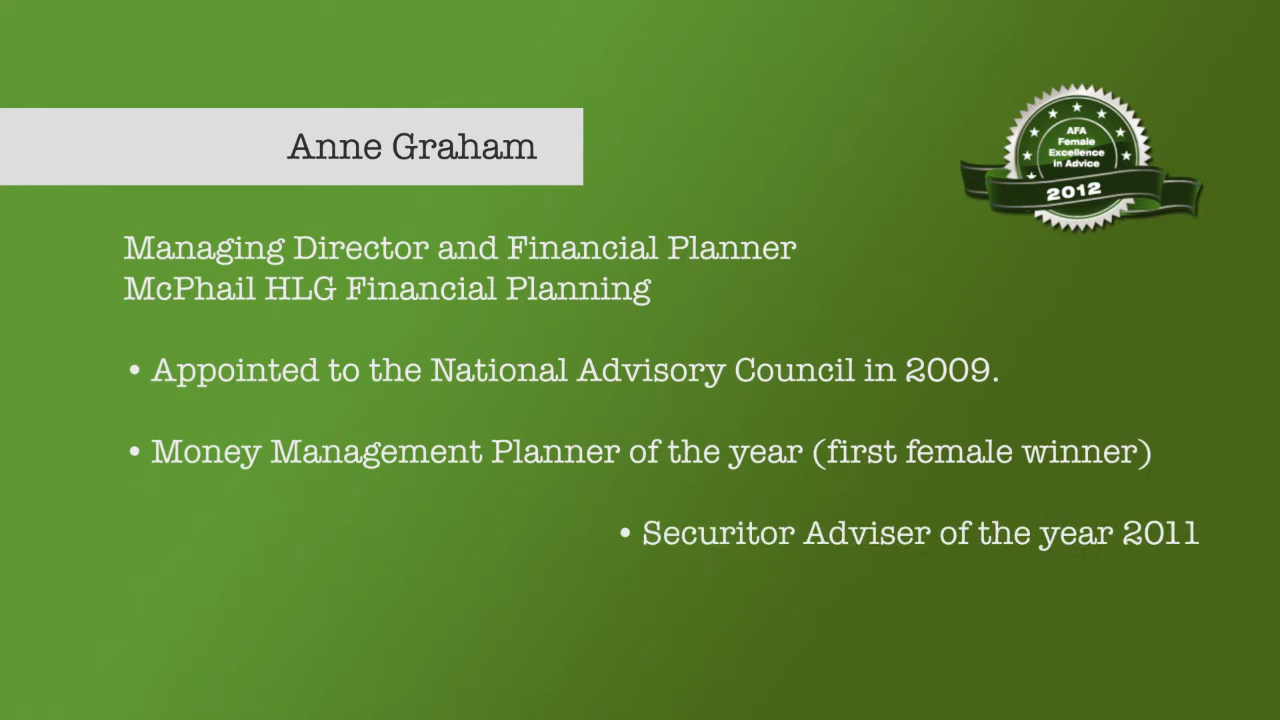 Anne Graham
AFA
Female
Excellence
in Advice
2012
Managing Director and Financial Planner
McPhail HLG Financial Planning
• Appointed to the National Advisory Council in 2009.
• Money Management Planner of the year (first female winner)
• Securitor Adviser of the year 2011